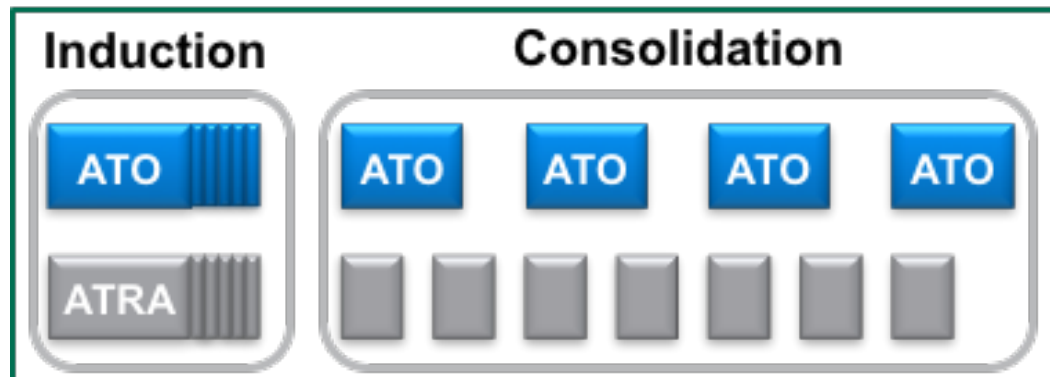 Induction
Consolidation
ATO
ATO
ATO
ATO
ATO
ATRA